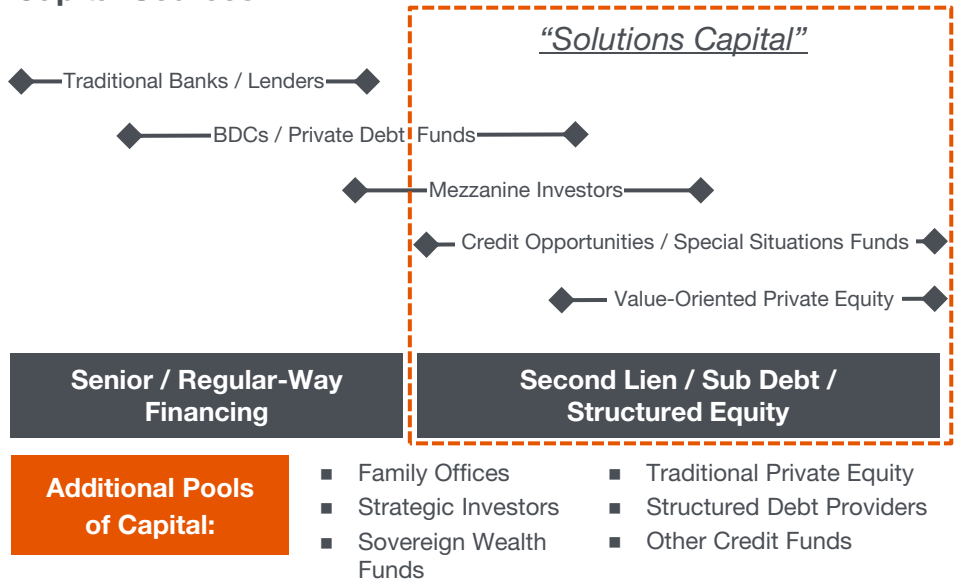 “Solutions Capital”
Traditional Banks / Lenders
BDCs / Private Debt Funds
Mezzanine Investors
Credit Opportunities / Special Situations Funds
Value-Oriented Private Equity
Senior / Regular-Way
Financing
Second Lien / Sub Debt /
Structured Equity
Additional Pools
of Capital:
■ Family Offices
■ Strategic Investors
■ Sovereign Wealth
Funds
■ Traditional Private Equity
■ Structured Debt Providers
■ Other Credit Funds